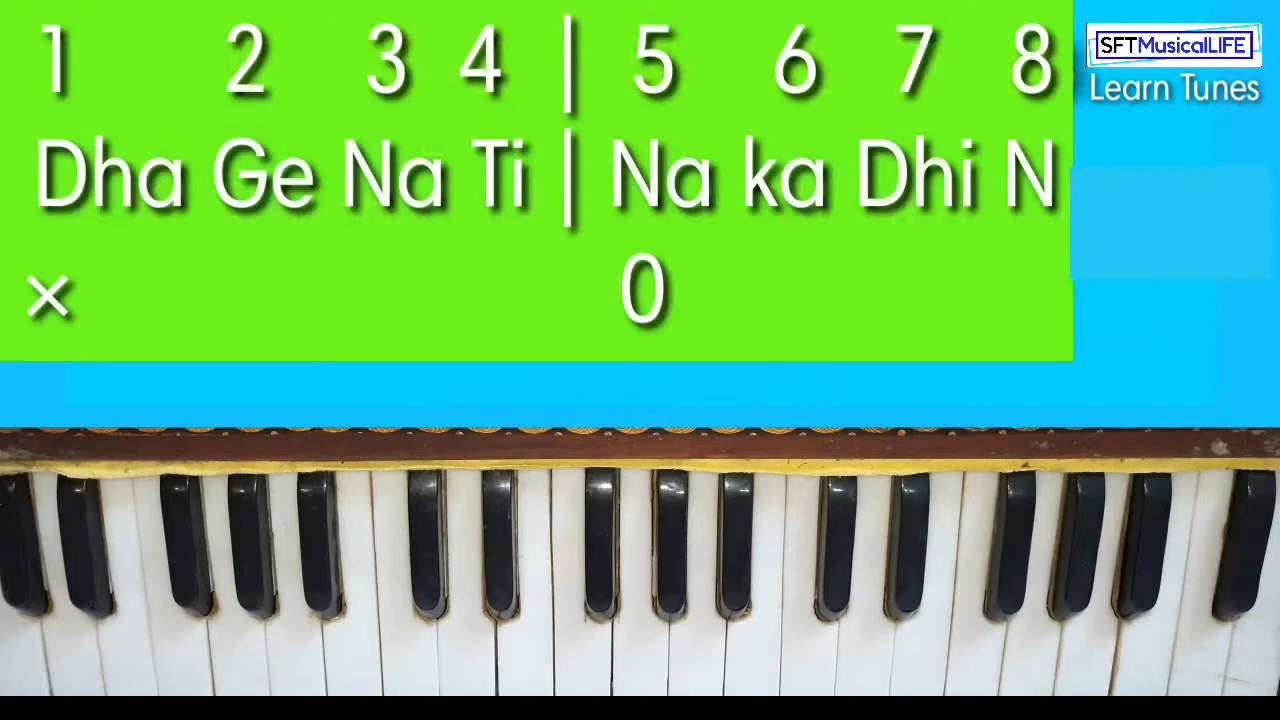 1 2 3 4 | 5 6 7 8
Dha Ge Na Ti | Na ka Dhi N
× 0
SFTMusicalLIFE
Learn Tunes